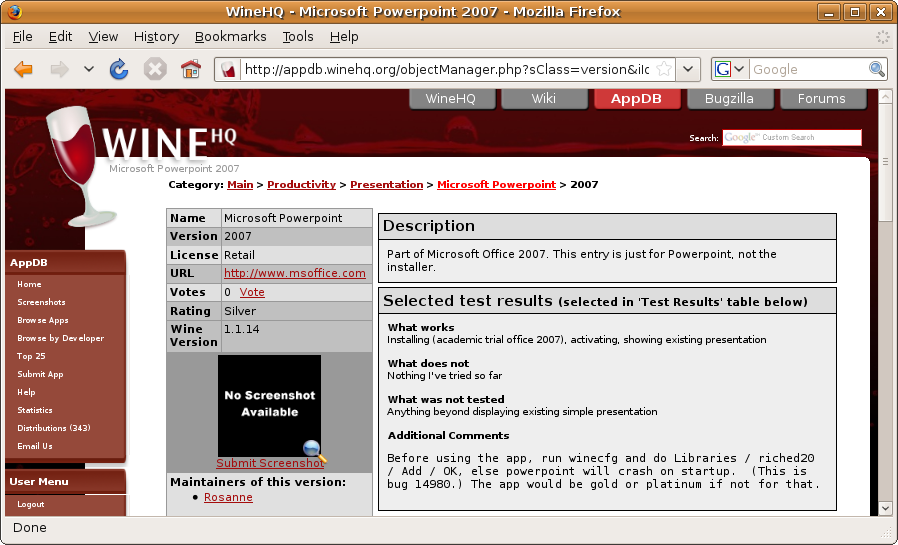 WineHQ - Microsoft Powerpoint 2007 - Mozilla Firefox
File Edit View History Bookmarks Tools Help
http://appdb.winehq.org/objectManager.php?sClass=version&iIc
G Google
WineHQ Wiki AppDB Bugzilla Forums
Search: Google™ Custom Search
WINE HQ
Microsoft Powerpoint 2007
Category: Main > Productivity > Presentation > Microsoft Powerpoint > 2007
AppDB
Home
Screenshots
Browse Apps
Browse by Developer
Top 25
Submit App
Help
Statistics
Distributions (343)
Email Us
User Menu
Logout
Name Microsoft Powerpoint
Version 2007
License Retail
URL http://www.msoffice.com
Votes 0 Vote
Rating Silver
Wine 1.1.14
Version
No Screenshot
Available
Submit Screenshot
Maintainers of this version:
• Rosanne
Description
Part of Microsoft Office 2007. This entry is just for Powerpoint, not the
installer.
Selected test results (selected in 'Test Results' table below)
What works
Installing (academic trial office 2007), activating, showing existing presentation
What does not
Nothing I've tried so far
What was not tested
Anything beyond displaying existing simple presentation
Additional Comments
Before using the app, run winecfg and do Libraries / riched20
/ Add / OK, else powerpoint will crash on startup. (This is
bug 14980.) The app would be gold or platinum if not for that.
Done